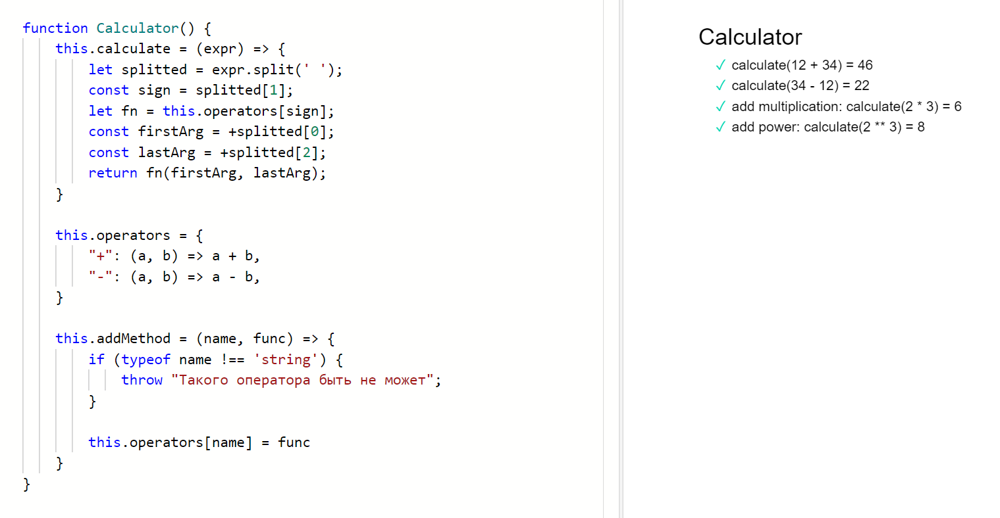 function Calculator() {
this.calculate = (expr) => {
let splitted = expr.split(' ');
const sign = splitted[1];
let fn = this.operators[sign];
const firstArg = +splitted[0];
const lastArg = +splitted[2];
return fn(firstArg, lastArg);
}
this.operators = {
"+": (a, b) => a + b,
"-": (a, b) => a - b,
}
this.addMethod = (name, func) => {
if (typeof name !== 'string') {
throw "Такого оператора быть не может";
}
this.operators[name] = func
}
}
Calculator
✓ calculate(12 + 34) = 46
✓ calculate(34 - 12) = 22
✓ add multiplication: calculate(2 * 3) = 6
✓ add power: calculate(2 ** 3) = 8